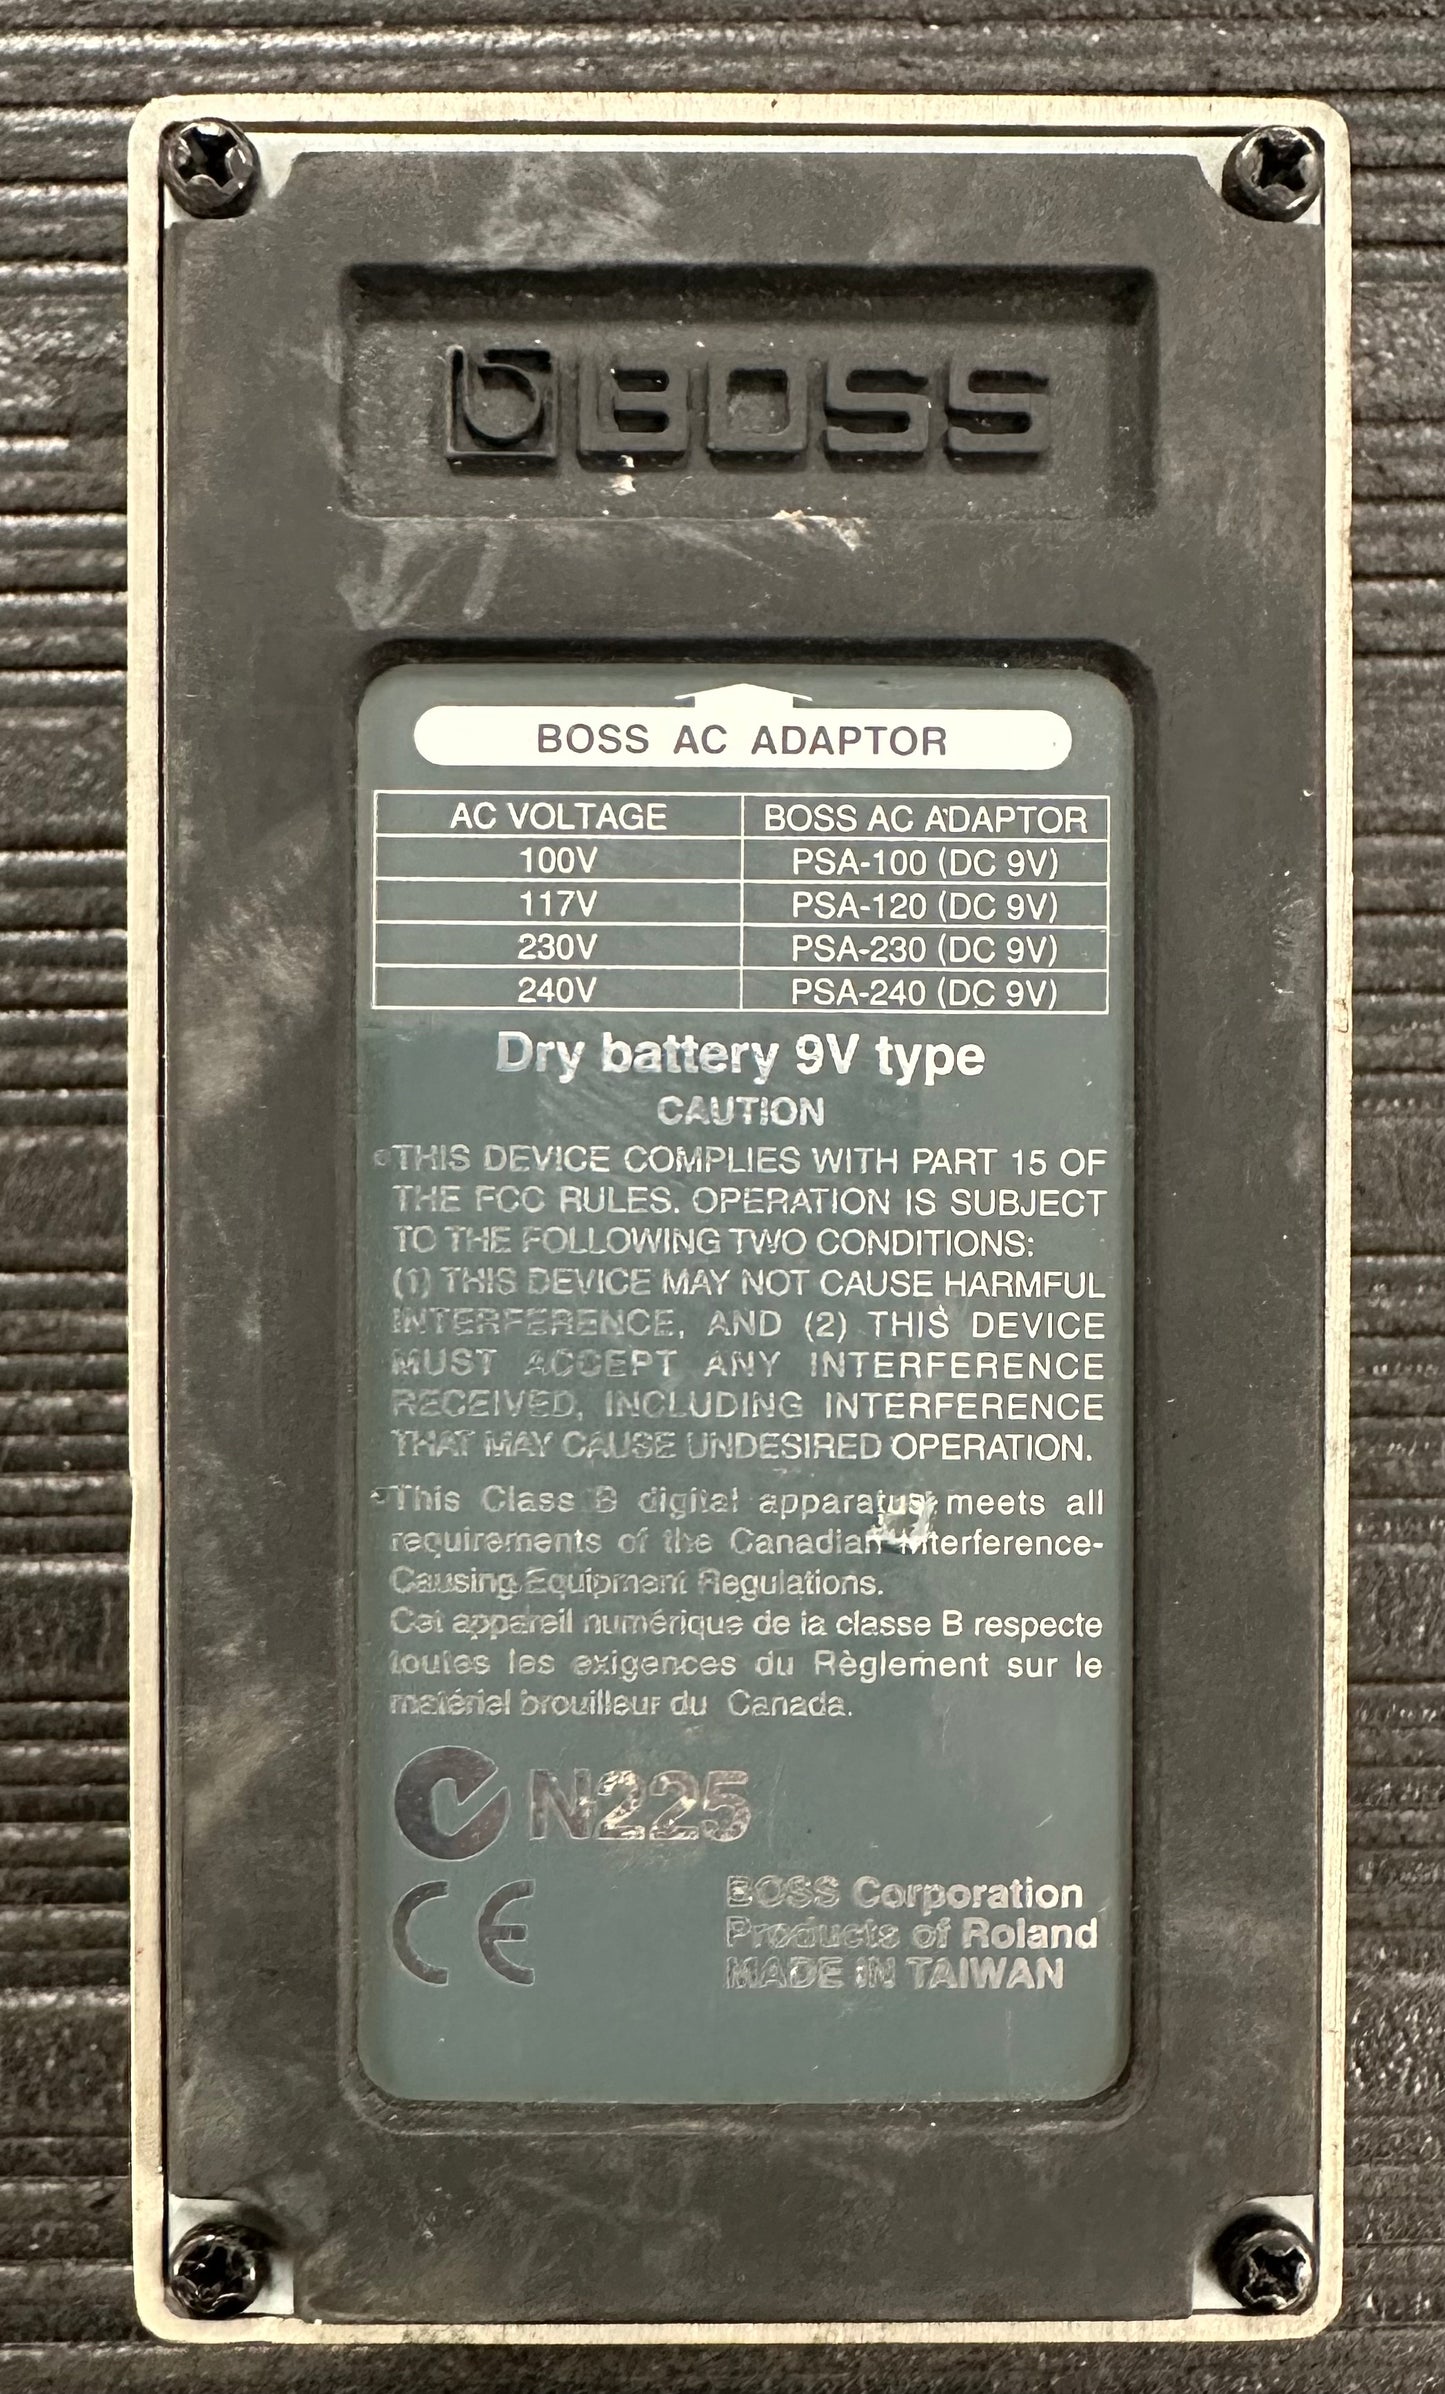 BOSS
BOSS AC ADAPTOR
AC VOLTAGE BOSS AC ADAPTOR
100V PSA-100 (DC 9V)
117V PSA-120 (DC 9V)
230V PSA-230 (DC 9V)
240V PSA-240 (DC 9V)
Dry battery 9V type
CAUTION
• THIS DEVICE COMPLIES WITH PART 15 OF
THE FCC RULES. OPERATION IS SUBJECT
TO THE FOLLOWING TWO CONDITIONS:
(1) THIS DEVICE MAY NOT CAUSE HARMFUL
INTERFERENCE, AND (2) THIS DEVICE
MUST ACCEPT ANY INTERFERENCE
RECEIVED, INCLUDING INTERFERENCE
THAT MAY CAUSE UNDESIRED OPERATION.
• This Class B digital apparatus meets all
requirements of the Canadian Interference-
Causing Equipment Regulations.
Cet appareil numérique de la classe B respecte
toutes les exigences du Règlement sur le
matériel brouilleur du Canada.
N225
CE
BOSS Corporation
Products of Roland
MADE IN TAIWAN